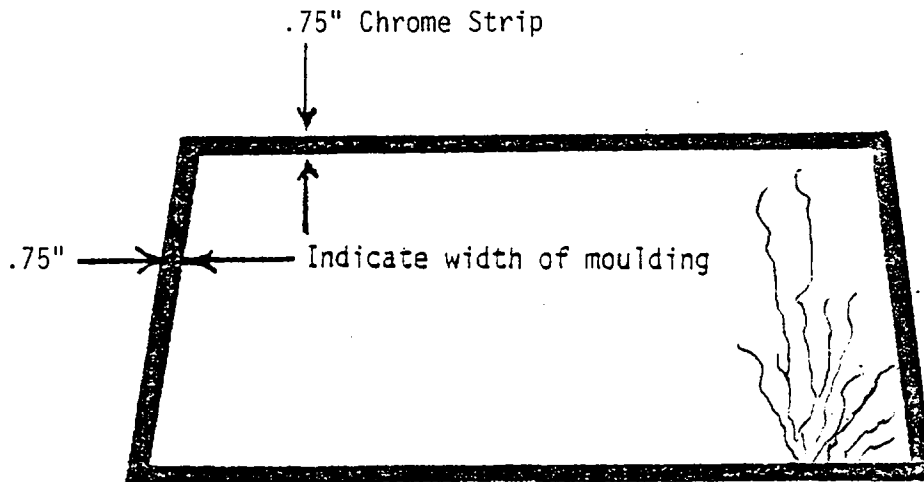 .75" Chrome Strip
.75"
Indicate width of moulding